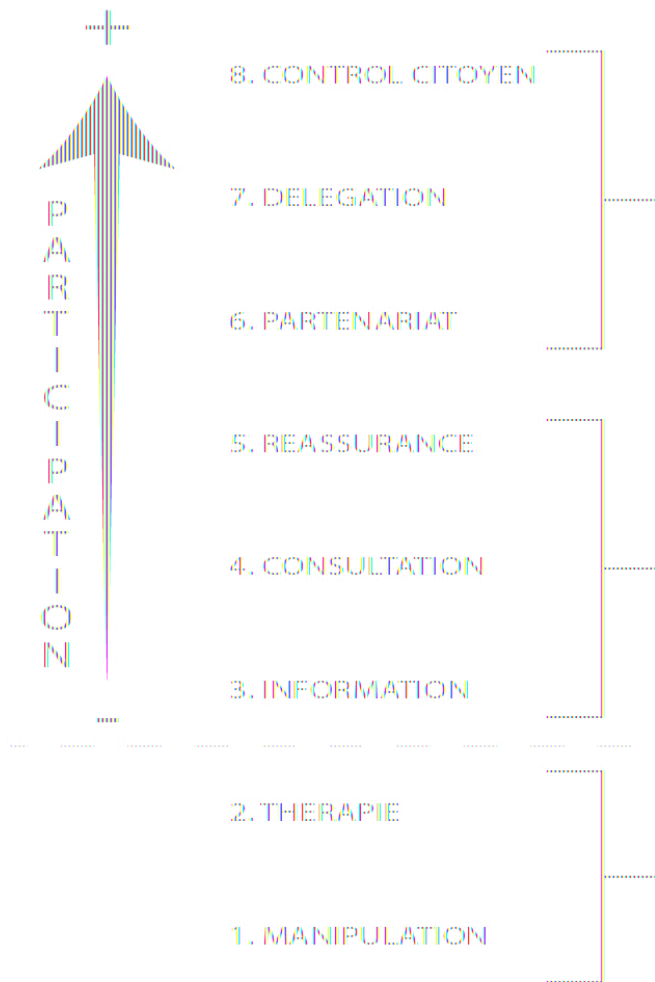 +
8. CONTROL CITOYEN
7. DELEGATION
6. PARTENARIAT
5. REASSURANCE
4. CONSULTATION
3. INFORMATION
2. THERAPIE
1. MANIPULATION
PARTICIPATION
-